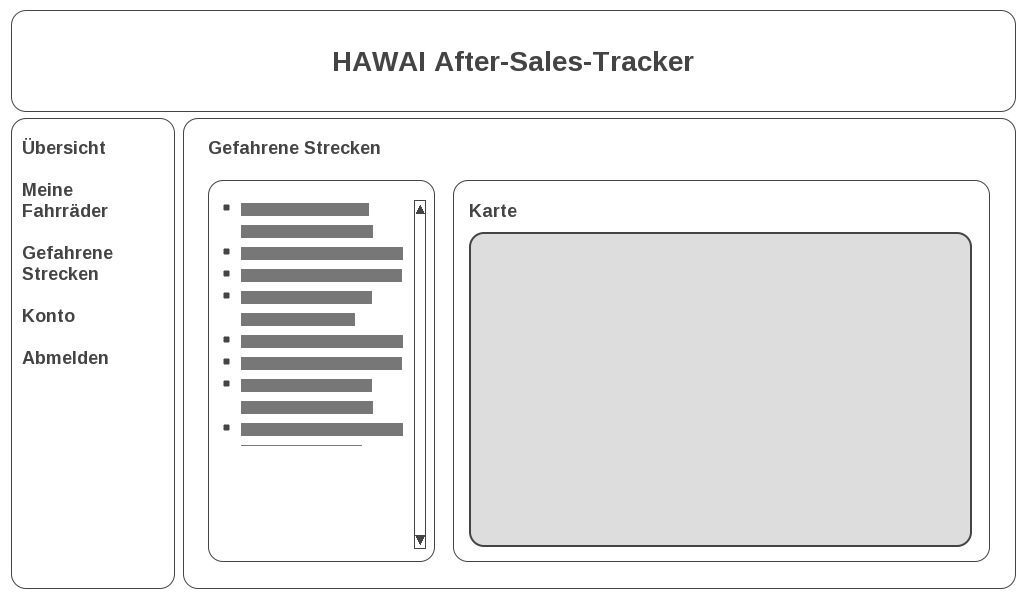 HAWAI After-Sales-Tracker
Übersicht
Meine
Fahrräder
Gefahrene
Strecken
Konto
Abmelden
Gefahrene Strecken
Karte